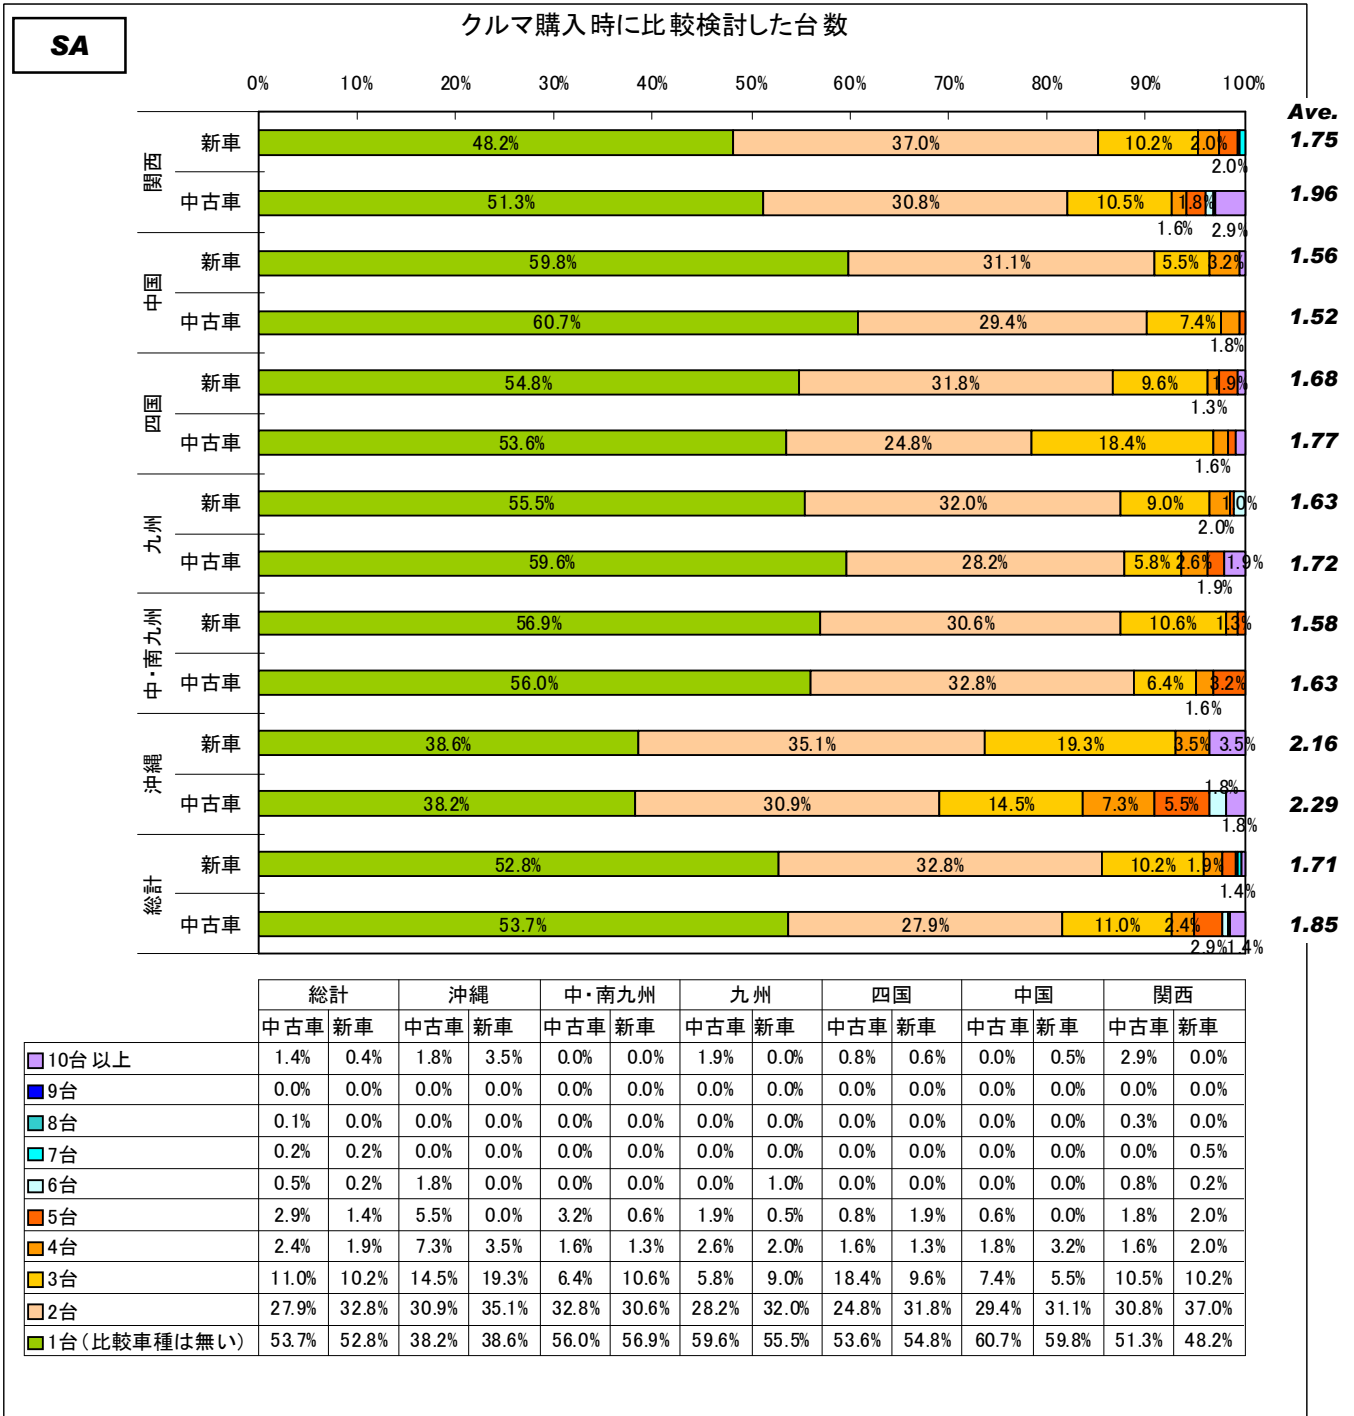 クルマ購入時に比較検討した台数
SA
0% 10% 20% 30% 40% 50% 60% 70% 80% 90% 100%
Ave.
関西
新車 48.2% 37.0% 10.2% 2.0% 1.75
2.0%
中古車 51.3% 30.8% 10.5% 1.8% 1.96
1.6% 2.9%
中国
新車 59.8% 31.1% 5.5% 3.2% 1.56
中古車 60.7% 29.4% 7.4% 1.52
1.8%
四国
新車 54.8% 31.8% 9.6% 1.9% 1.68
1.3%
中古車 53.6% 24.8% 18.4% 1.77
1.6%
九州
新車 55.5% 32.0% 9.0% 1.0% 1.63
2.0%
中古車 59.6% 28.2% 5.8% 2.6% 1.9% 1.72
1.9%
中・南九州
新車 56.9% 30.6% 10.6% 1.3% 1.58
中古車 56.0% 32.8% 6.4% 3.2% 1.63
1.6%
沖縄
新車 38.6% 35.1% 19.3% 3.5% 3.5% 2.16
1.8%
中古車 38.2% 30.9% 14.5% 7.3% 5.5% 2.29
1.8%
総計
新車 52.8% 32.8% 10.2% 1.9% 1.71
1.4%
中古車 53.7% 27.9% 11.0% 2.4% 1.85
2.9% 1.4%
総計 沖縄 中・南九州 九州 四国 中国 関西
中古車 新車 中古車 新車 中古車 新車 中古車 新車 中古車 新車 中古車 新車 中古車 新車
10台以上 1.4% 0.4% 1.8% 3.5% 0.0% 0.0% 1.9% 0.0% 0.8% 0.6% 0.0% 0.5% 2.9% 0.0%
9台 0.0% 0.0% 0.0% 0.0% 0.0% 0.0% 0.0% 0.0% 0.0% 0.0% 0.0% 0.0% 0.0% 0.0%
8台 0.1% 0.0% 0.0% 0.0% 0.0% 0.0% 0.0% 0.0% 0.0% 0.0% 0.0% 0.0% 0.3% 0.0%
7台 0.2% 0.2% 0.0% 0.0% 0.0% 0.0% 0.0% 0.0% 0.0% 0.0% 0.0% 0.0% 0.0% 0.5%
6台 0.5% 0.2% 1.8% 0.0% 0.0% 0.0% 0.0% 1.0% 0.0% 0.0% 0.0% 0.0% 0.8% 0.2%
5台 2.9% 1.4% 5.5% 0.0% 3.2% 0.6% 1.9% 0.5% 0.8% 1.9% 0.6% 0.0% 1.8% 2.0%
4台 2.4% 1.9% 7.3% 3.5% 1.6% 1.3% 2.6% 2.0% 1.6% 1.3% 1.8% 3.2% 1.6% 2.0%
3台 11.0% 10.2% 14.5% 19.3% 6.4% 10.6% 5.8% 9.0% 18.4% 9.6% 7.4% 5.5% 10.5% 10.2%
2台 27.9% 32.8% 30.9% 35.1% 32.8% 30.6% 28.2% 32.0% 24.8% 31.8% 29.4% 31.1% 30.8% 37.0%
1台（比較車種は無い） 53.7% 52.8% 38.2% 38.6% 56.0% 56.9% 59.6% 55.5% 53.6% 54.8% 60.7% 59.8% 51.3% 48.2%